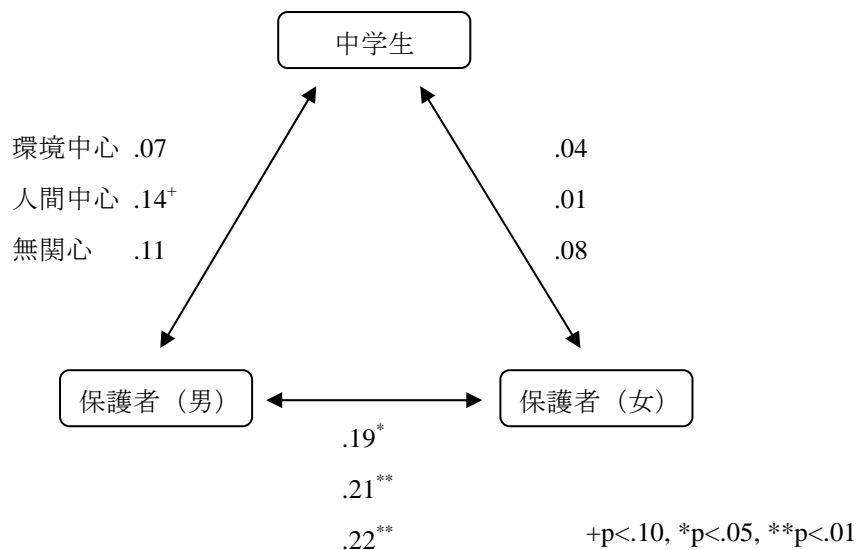 中学生
環境中心 .07
.04
人間中心 .14+
.01
無関心 .11
.08
保護者（男）
保護者（女）
.19*
.21**
.22**
+p<.10, *p<.05, **p<.01